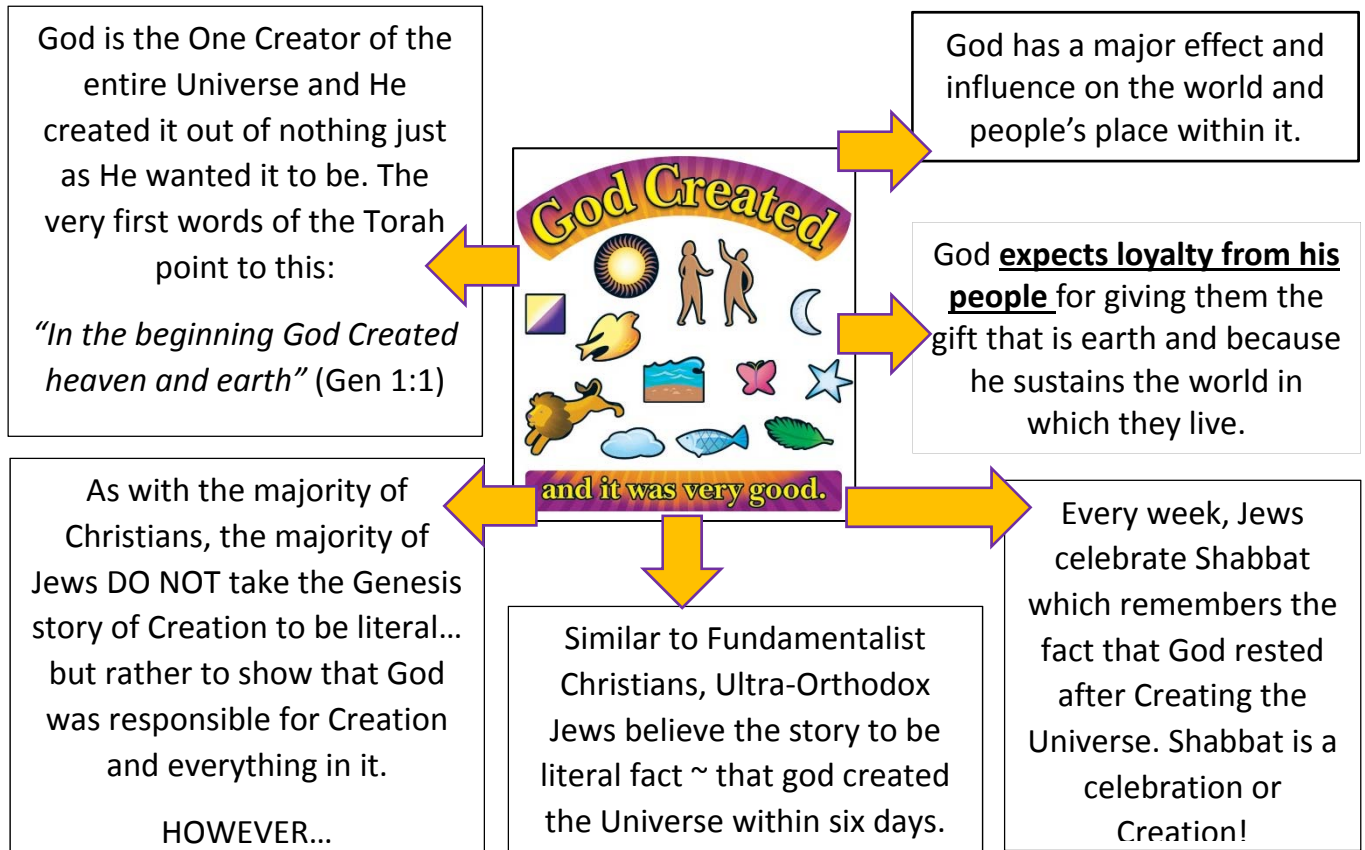 God is the One Creator of the
entire Universe and He
created it out of nothing just
as He wanted it to be. The
very first words of the Torah
point to this:
“In the beginning God Created
heaven and earth” (Gen 1:1)
God Created
and it was very good.
God has a major effect and
influence on the world and
people’s place within it.
God expects loyalty from his
people for giving them the
gift that is earth and because
he sustains the world in
which they live.
As with the majority of
Christians, the majority of
Jews DO NOT take the Genesis
story of Creation to be literal…
but rather to show that God
was responsible for Creation
and everything in it.
HOWEVER…
Similar to Fundamentalist
Christians, Ultra-Orthodox
Jews believe the story to be
literal fact ~ that god created
the Universe within six days.
Every week, Jews
celebrate Shabbat
which remembers the
fact that God rested
after Creating the
Universe. Shabbat is a
celebration or
Creation!